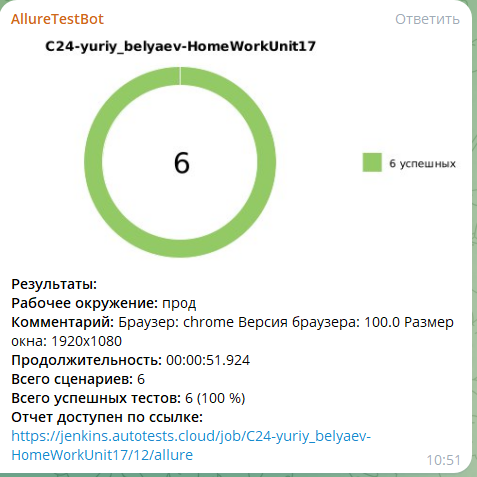 AllureTestBot
Ответить
C24-yuriy_belyaev-HomeWorkUnit17
6
6 успешных
Результаты:
Рабочее окружение: прод
Комментарий: Браузер: chrome Версия браузера: 100.0 Размер
окна: 1920x1080
Продолжительность: 00:00:51.924
Всего сценариев: 6
Всего успешных тестов: 6 (100 %)
Отчет доступен по ссылке:
https://jenkins.autotests.cloud/job/C24-yuriy_belyaev-
HomeWorkUnit17/12/allure
10:51